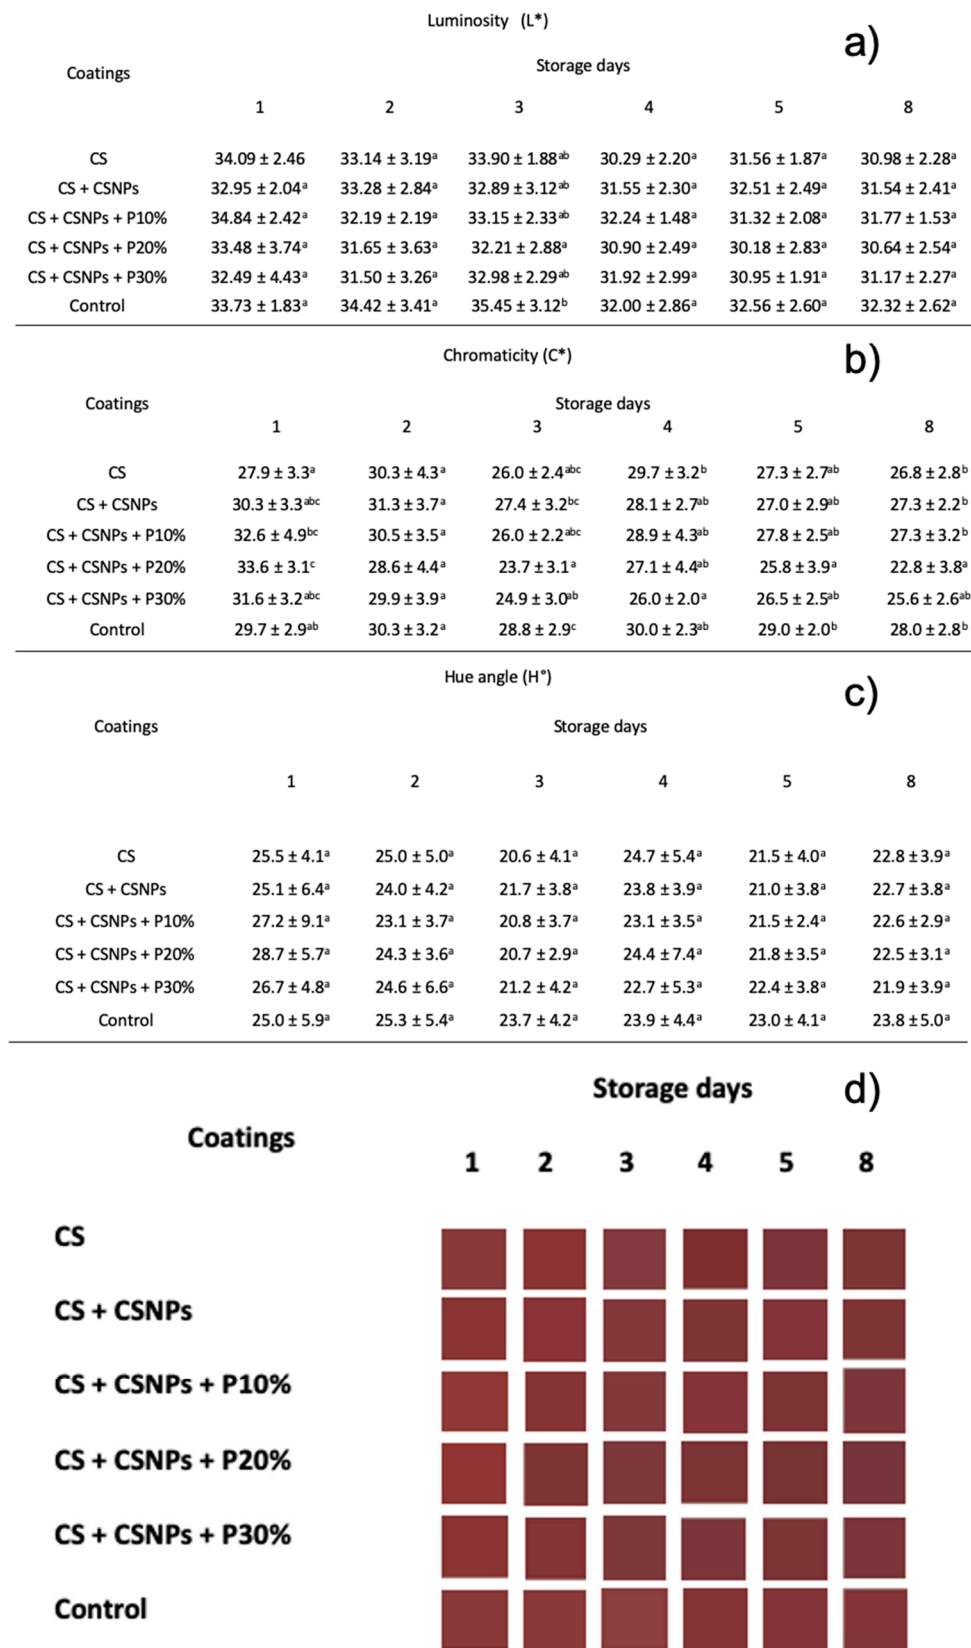 Luminosity (L*)
a)
Coatings Storage days
1 2 3 4 5 8
CS 34.09 ± 2.46 33.14 ± 3.19ᵃ 33.90 ± 1.88ᵃᵇ 30.29 ± 2.20ᵃ 31.56 ± 1.87ᵃ 30.98 ± 2.28ᵃ
CS + CSNPs 32.95 ± 2.04ᵃ 33.28 ± 2.84ᵃ 32.89 ± 3.12ᵃᵇ 31.55 ± 2.30ᵃ 32.51 ± 2.49ᵃ 31.54 ± 2.41ᵃ
CS + CSNPs + P10% 34.84 ± 2.42ᵃ 32.19 ± 2.19ᵃ 33.15 ± 2.33ᵃᵇ 32.24 ± 1.48ᵃ 31.32 ± 2.08ᵃ 31.77 ± 1.53ᵃ
CS + CSNPs + P20% 33.48 ± 3.74ᵃ 31.65 ± 3.63ᵃ 32.21 ± 2.88ᵃ 30.90 ± 2.49ᵃ 30.18 ± 2.83ᵃ 30.64 ± 2.54ᵃ
CS + CSNPs + P30% 32.49 ± 4.43ᵃ 31.50 ± 3.26ᵃ 32.98 ± 2.29ᵃᵇ 31.92 ± 2.99ᵃ 30.95 ± 1.91ᵃ 31.17 ± 2.27ᵃ
Control 33.73 ± 1.83ᵃ 34.42 ± 3.41ᵃ 35.45 ± 3.12ᵇ 32.00 ± 2.86ᵃ 32.56 ± 2.60ᵃ 32.32 ± 2.62ᵃ
Chromaticity (C*)
b)
Coatings Storage days
1 2 3 4 5 8
CS 27.9 ± 3.3ᵃ 30.3 ± 4.3ᵃ 26.0 ± 2.4ᵃᵇᶜ 29.7 ± 3.2ᵇ 27.3 ± 2.7ᵃᵇ 26.8 ± 2.8ᵇ
CS + CSNPs 30.3 ± 3.3ᵃᵇᶜ 31.3 ± 3.7ᵃ 27.4 ± 3.2ᵇᶜ 28.1 ± 2.7ᵃᵇ 27.0 ± 2.9ᵃᵇ 27.3 ± 2.2ᵇ
CS + CSNPs + P10% 32.6 ± 4.9ᵇᶜ 30.5 ± 3.5ᵃ 26.0 ± 2.2ᵃᵇᶜ 28.9 ± 4.3ᵃᵇ 27.8 ± 2.5ᵃᵇ 27.3 ± 3.2ᵇ
CS + CSNPs + P20% 33.6 ± 3.1ᶜ 28.6 ± 4.4ᵃ 23.7 ± 3.1ᵃ 27.1 ± 4.4ᵃᵇ 25.8 ± 3.9ᵃ 22.8 ± 3.8ᵃ
CS + CSNPs + P30% 31.6 ± 3.2ᵃᵇᶜ 29.9 ± 3.9ᵃ 24.9 ± 3.0ᵃᵇ 26.0 ± 2.0ᵃ 26.5 ± 2.5ᵃᵇ 25.6 ± 2.6ᵃᵇ
Control 29.7 ± 2.9ᵃᵇ 30.3 ± 3.2ᵃ 28.8 ± 2.9ᶜ 30.0 ± 2.3ᵃᵇ 29.0 ± 2.0ᵇ 28.0 ± 2.8ᵇ
Hue angle (H°)
c)
Coatings Storage days
1 2 3 4 5 8
CS 25.5 ± 4.1ᵃ 25.0 ± 5.0ᵃ 20.6 ± 4.1ᵃ 24.7 ± 5.4ᵃ 21.5 ± 4.0ᵃ 22.8 ± 3.9ᵃ
CS + CSNPs 25.1 ± 6.4ᵃ 24.0 ± 4.2ᵃ 21.7 ± 3.8ᵃ 23.8 ± 3.9ᵃ 21.0 ± 3.8ᵃ 22.7 ± 3.8ᵃ
CS + CSNPs + P10% 27.2 ± 9.1ᵃ 23.1 ± 3.7ᵃ 20.8 ± 3.7ᵃ 23.1 ± 3.5ᵃ 21.5 ± 2.4ᵃ 22.6 ± 2.9ᵃ
CS + CSNPs + P20% 28.7 ± 5.7ᵃ 24.3 ± 3.6ᵃ 20.7 ± 2.9ᵃ 24.4 ± 7.4ᵃ 21.8 ± 3.5ᵃ 22.5 ± 3.1ᵃ
CS + CSNPs + P30% 26.7 ± 4.8ᵃ 24.6 ± 6.6ᵃ 21.2 ± 4.2ᵃ 22.7 ± 5.3ᵃ 22.4 ± 3.8ᵃ 21.9 ± 3.9ᵃ
Control 25.0 ± 5.9ᵃ 25.3 ± 5.4ᵃ 23.7 ± 4.2ᵃ 23.9 ± 4.4ᵃ 23.0 ± 4.1ᵃ 23.8 ± 5.0ᵃ
Storage days d)
Coatings
1 2 3 4 5 8
CS
CS + CSNPs
CS + CSNPs + P10%
CS + CSNPs + P20%
CS + CSNPs + P30%
Control